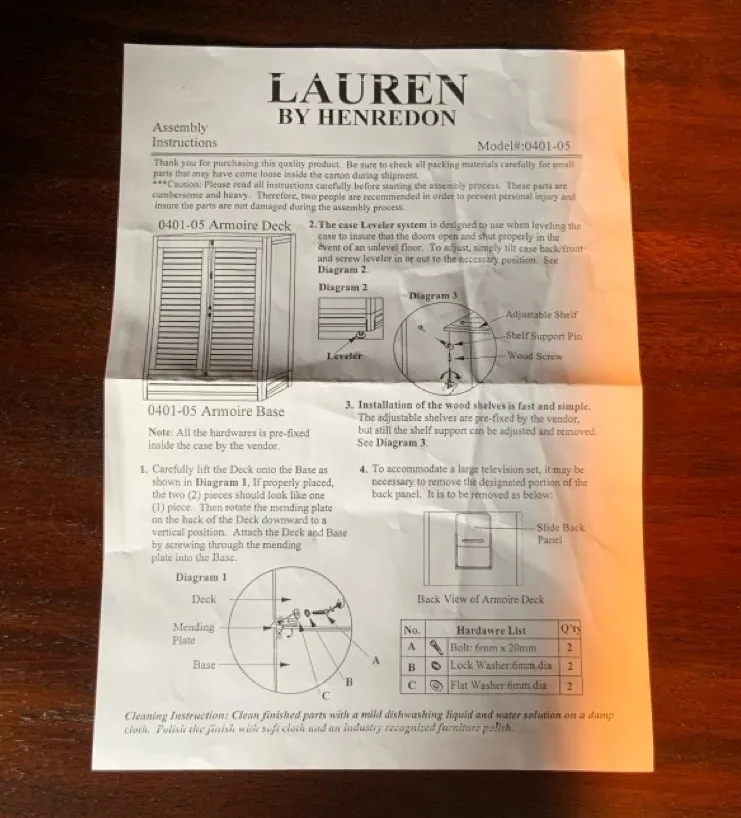 LAUREN
BY HENREDON
Assembly
Instructions
Model#:0401-05
Thank you for purchasing this quality product. Be sure to check all packing materials carefully for small
parts that may have come loose inside the carton during shipment.
***Caution: Please read all instructions carefully before starting the assembly process. These parts are
cumbersome and heavy. Therefore, two people are recommended in order to prevent personal injury and
insure the parts are not damaged during the assembly process.
0401-05 Armoire Deck
0401-05 Armoire Base
Note: All the hardwares is pre-fixed
inside the case by the vendor.
1. Carefully lift the Deck onto the Base as
shown in Diagram 1. If properly placed,
the two (2) pieces should look like one
(1) piece. Then rotate the mending plate
on the back of the Deck downward to a
vertical position. Attach the Deck and Base
by screwing through the mending
plate into the Base.
Diagram 1
Deck
Mending
Plate
Base
A
B
C
2. The case Leveler system is designed to use when leveling the
case to insure that the doors open and shut properly in the
event of an unlevel floor. To adjust, simply tilt case back/front
and screw leveler in or out to the necessary position. See
Diagram 2.
Diagram 2
Leveler
Diagram 3
Adjustable Shelf
Shelf Support Pin
Wood Screw
3. Installation of the wood shelves is fast and simple.
The adjustable shelves are pre-fixed by the vendor,
but still the shelf support can be adjusted and removed.
See Diagram 3.
4. To accommodate a large television set, it may be
necessary to remove the designated portion of the
back panel. It is to be removed as below:
Slide Back
Panel
Back View of Armoire Deck
No. Hardawre List Q'ty
A Bolt: 6mm x 20mm 2
B Lock Washer:6mm.dia 2
C Flat Washer:6mm.dia 2
Cleaning Instruction: Clean finished parts with a mild dishwashing liquid and water solution on a damp
cloth. Polish the finish with soft cloth and an industry recognized furniture polish.